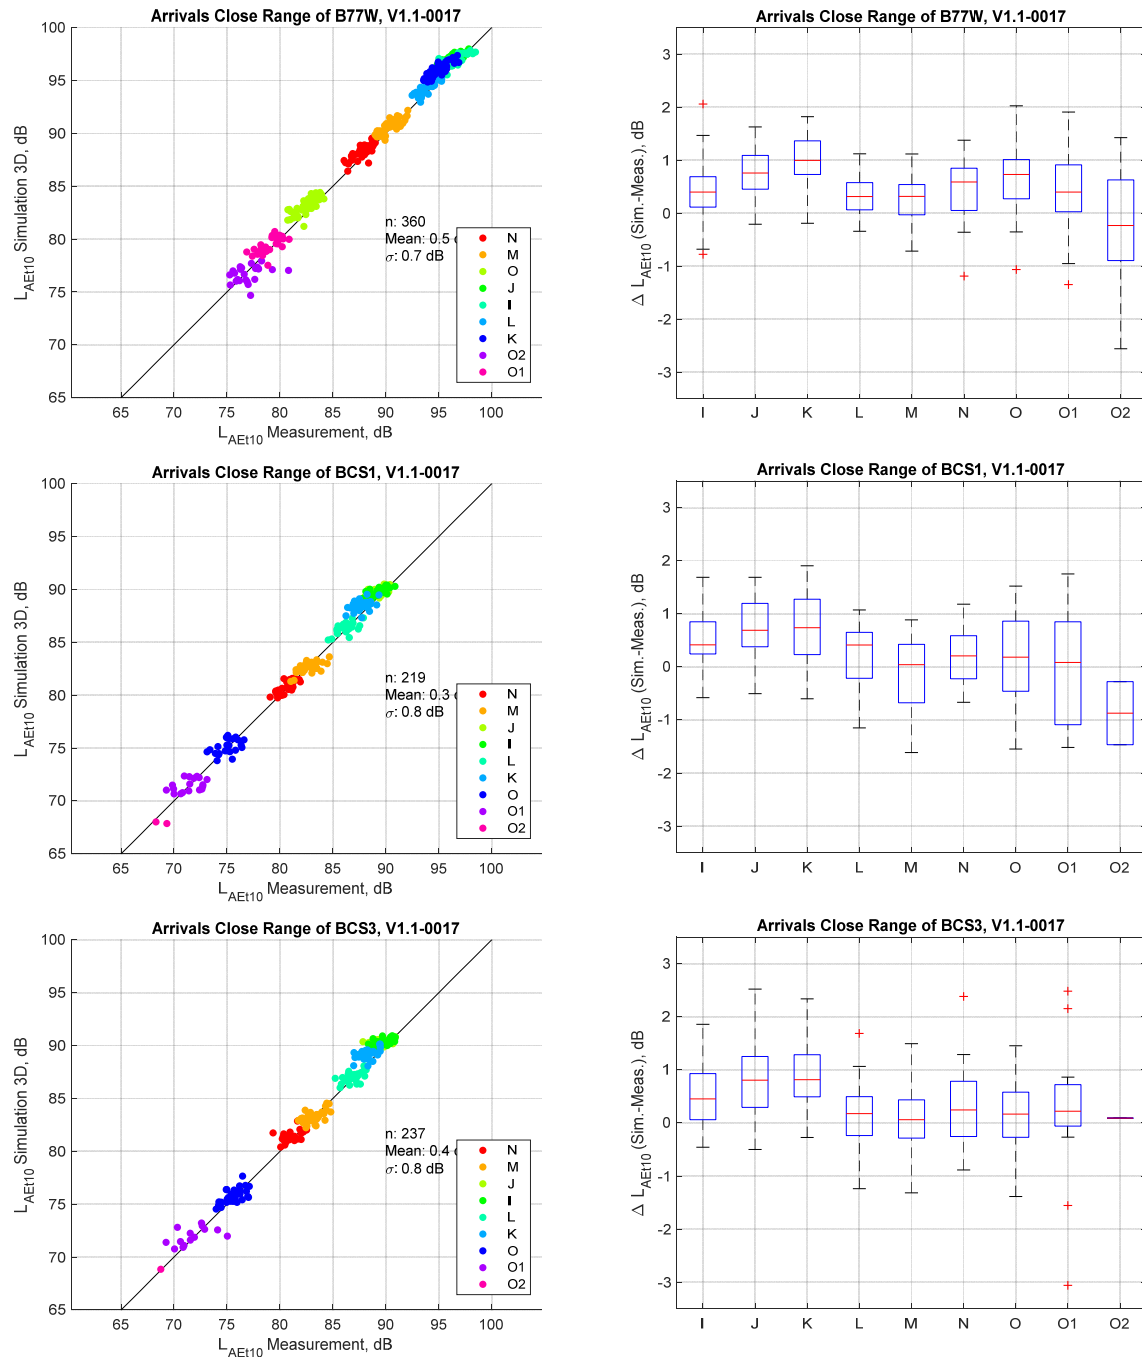 Arrivals Close Range of B77W, V1.1-0017
100
95
90
85
80
75
70
65
L_AEt10 Simulation 3D, dB
n: 360
Mean: 0.5 d
σ: 0.7 dB
N
M
O
J
I
L
K
O2
O1
65 70 75 80 85 90 95 100
L_AEt10 Measurement, dB
Arrivals Close Range of B77W, V1.1-0017
3
2
1
0
-1
-2
-3
Δ L_AEt10 (Sim.-Meas.), dB
I J K L M N O O1 O2
Arrivals Close Range of BCS1, V1.1-0017
100
95
90
85
80
75
70
65
L_AEt10 Simulation 3D, dB
n: 219
Mean: 0.3 d
σ: 0.8 dB
N
M
J
I
L
K
O
O1
O2
65 70 75 80 85 90 95 100
L_AEt10 Measurement, dB
Arrivals Close Range of BCS1, V1.1-0017
3
2
1
0
-1
-2
-3
Δ L_AEt10 (Sim.-Meas.), dB
I J K L M N O O1 O2
Arrivals Close Range of BCS3, V1.1-0017
100
95
90
85
80
75
70
65
L_AEt10 Simulation 3D, dB
n: 237
Mean: 0.4 d
σ: 0.8 dB
N
M
J
I
L
K
O
O1
O2
65 70 75 80 85 90 95 100
L_AEt10 Measurement, dB
Arrivals Close Range of BCS3, V1.1-0017
3
2
1
0
-1
-2
-3
Δ L_AEt10 (Sim.-Meas.), dB
I J K L M N O O1 O2